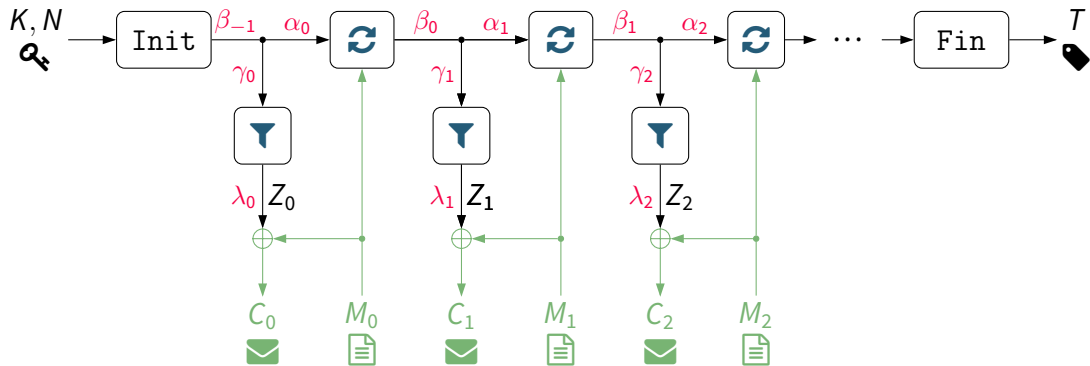 K, N Init β₋₁ α₀ β₀ α₁ β₁ α₂ ⋯ Fin T
γ₀ γ₁ γ₂
λ₀ Z₀ λ₁ Z₁ λ₂ Z₂
C₀ M₀ C₁ M₁ C₂ M₂